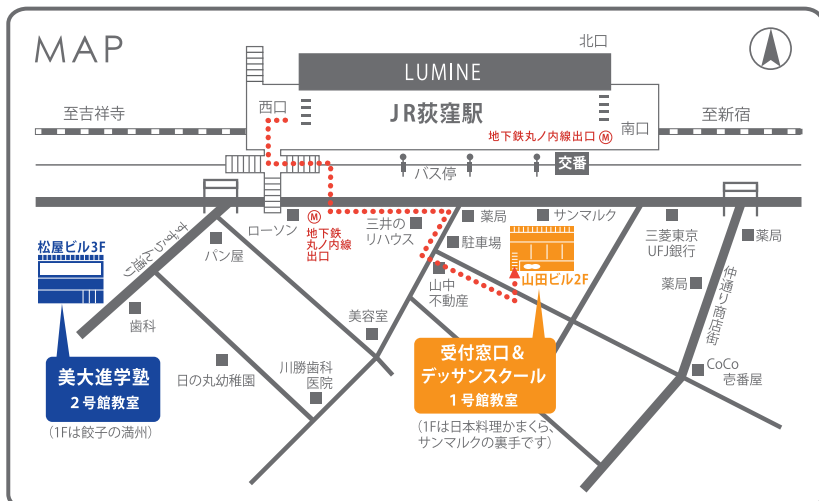 MAP
北口
LUMINE
西口
JR荻窪駅
至吉祥寺
至新宿
地下鉄丸ノ内線出口 M
南口
バス停
交番
ローソン
M
地下鉄
丸ノ内線
出口
三井の
リハウス
薬局
サンマルク
駐車場
三菱東京
UFJ銀行
薬局
松屋ビル3F
すずらん通り
パン屋
山中
不動産
山田ビル2F
薬局
仲通り商店街
歯科
美容室
美大進学塾
2号館教室
(1Fは餃子の満州)
日の丸幼稚園
川勝歯科
医院
受付窓口&
デッサンスクール
1号館教室
(1Fは日本料理かまくら、
サンマルクの裏手です)
CoCo
壱番屋